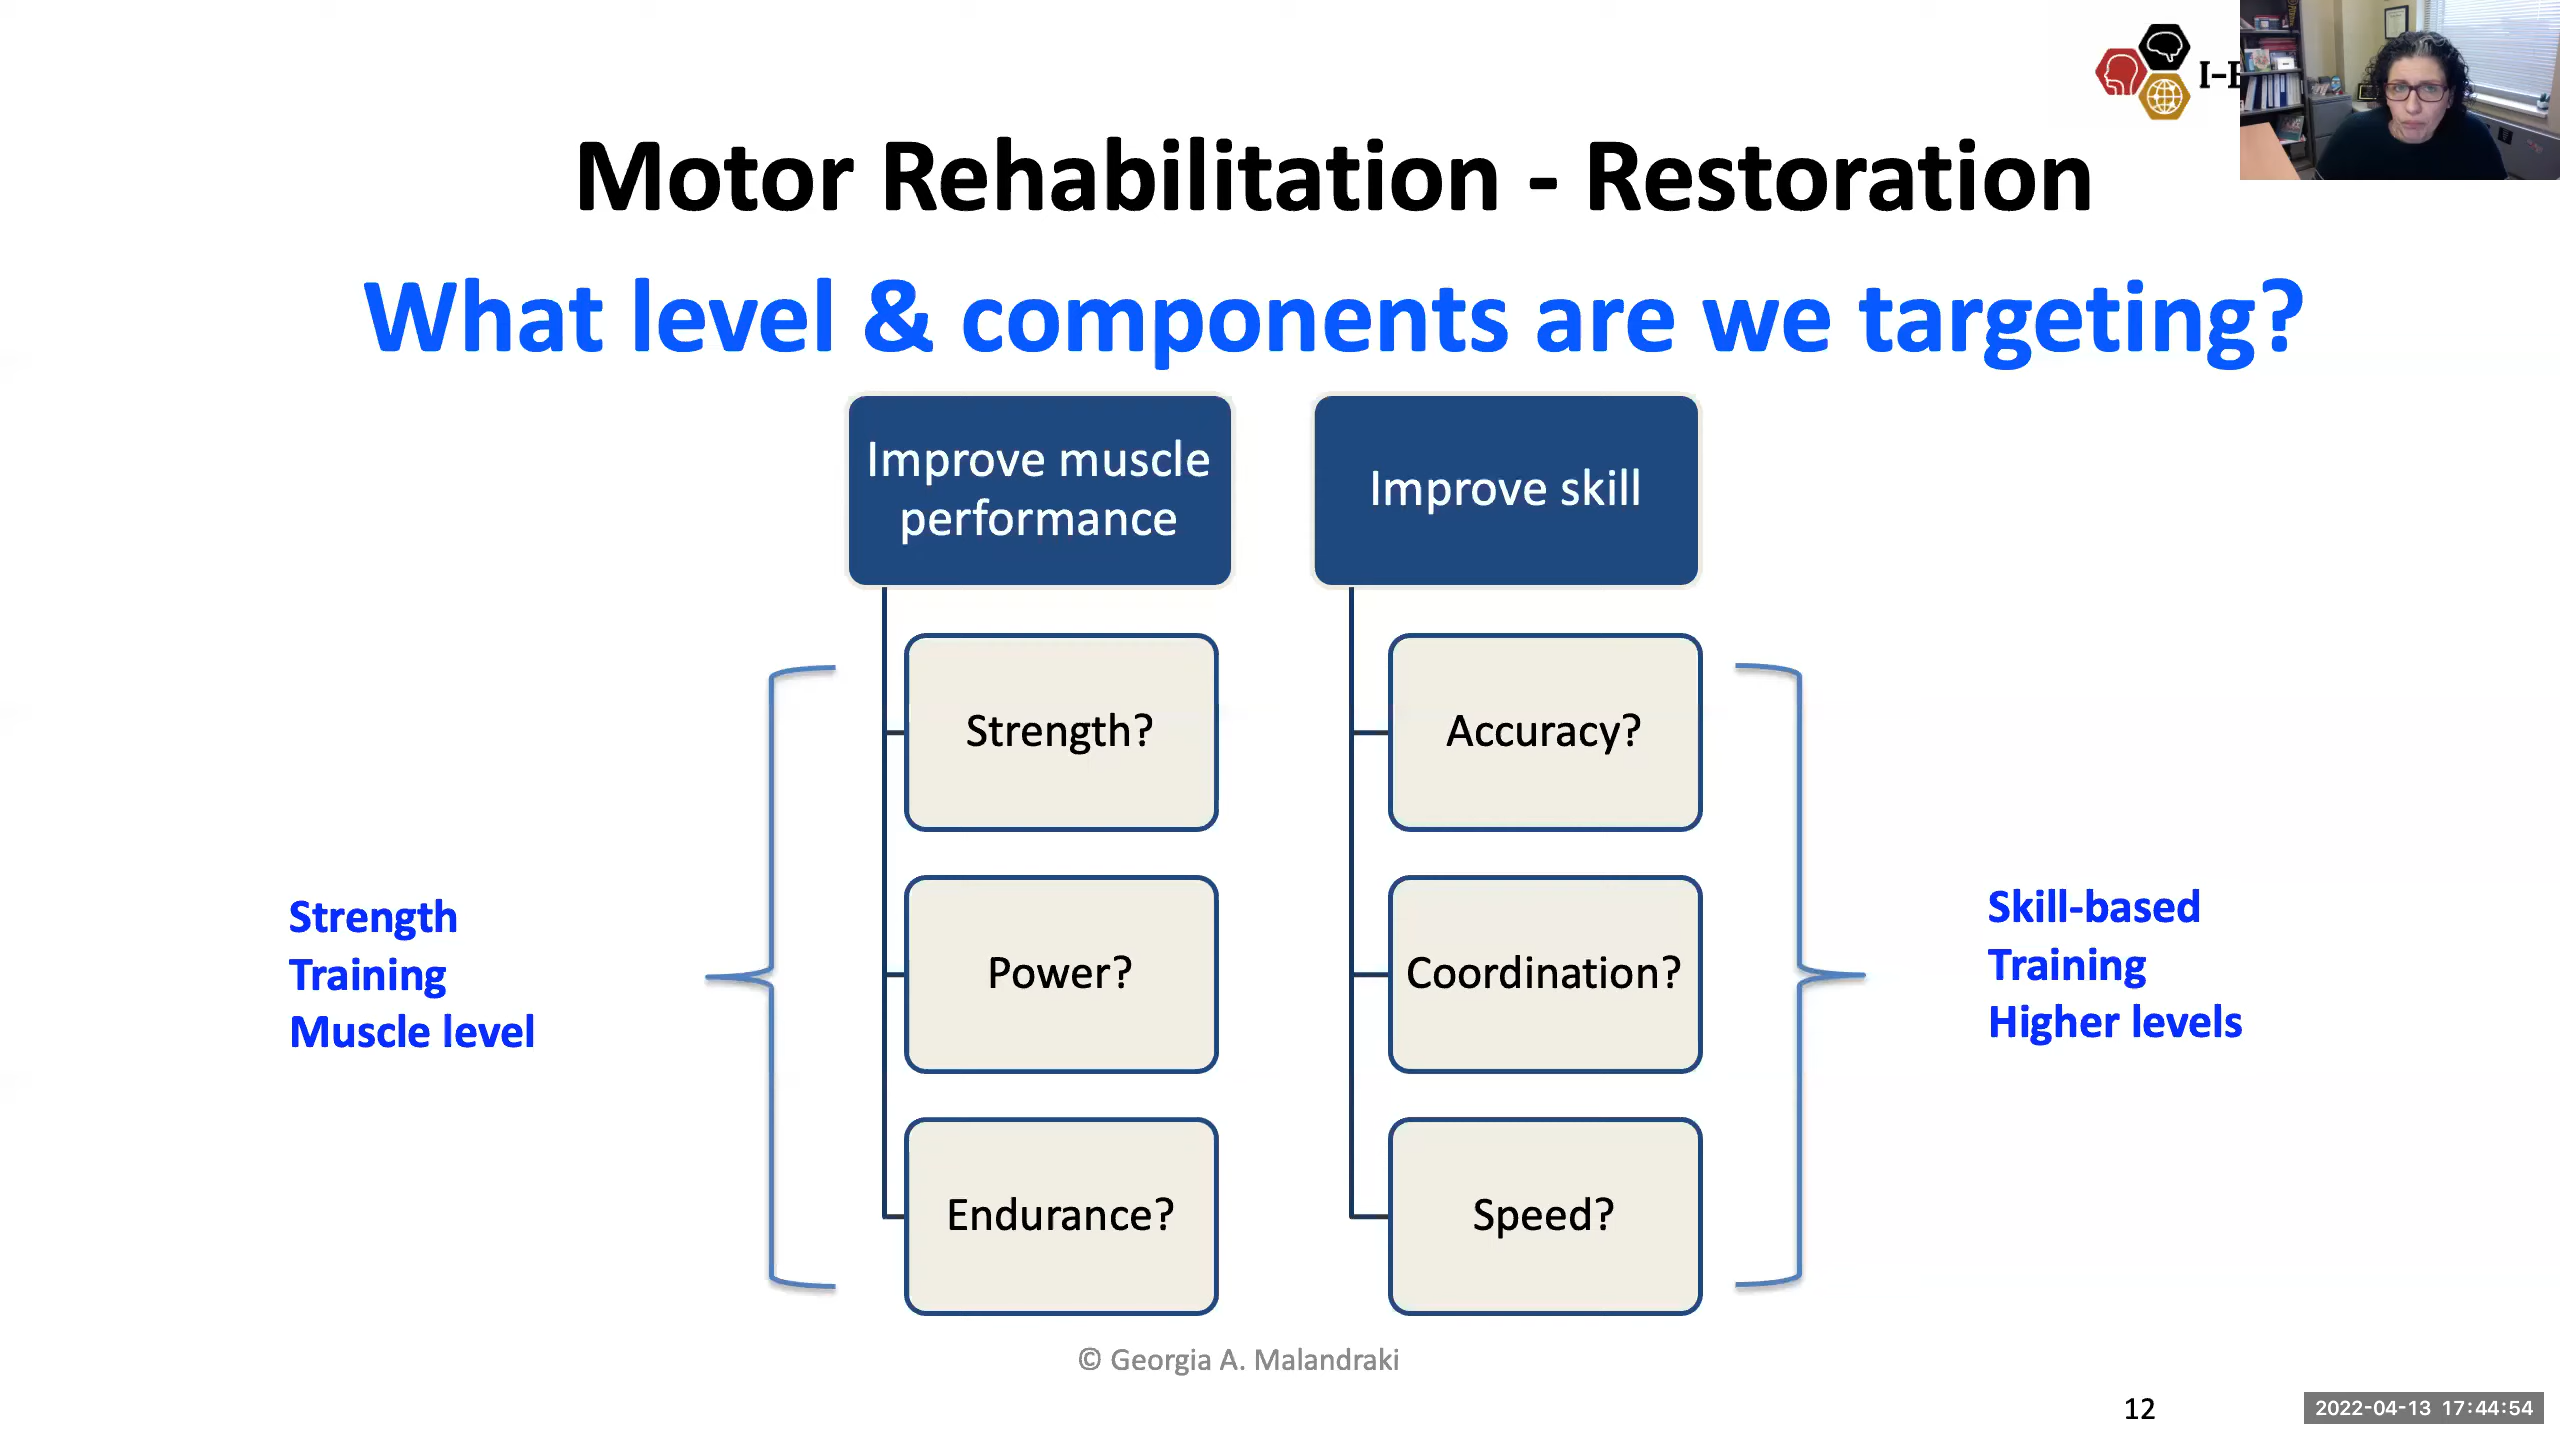 I-E
Motor Rehabilitation - Restoration
What level & components are we targeting?
Improve muscle
performance
Improve skill
Strength?
Accuracy?
Strength
Training
Muscle level
Power?
Coordination?
Skill-based
Training
Higher levels
Endurance?
Speed?
© Georgia A. Malandraki
12
2022-04-13 17:44:54